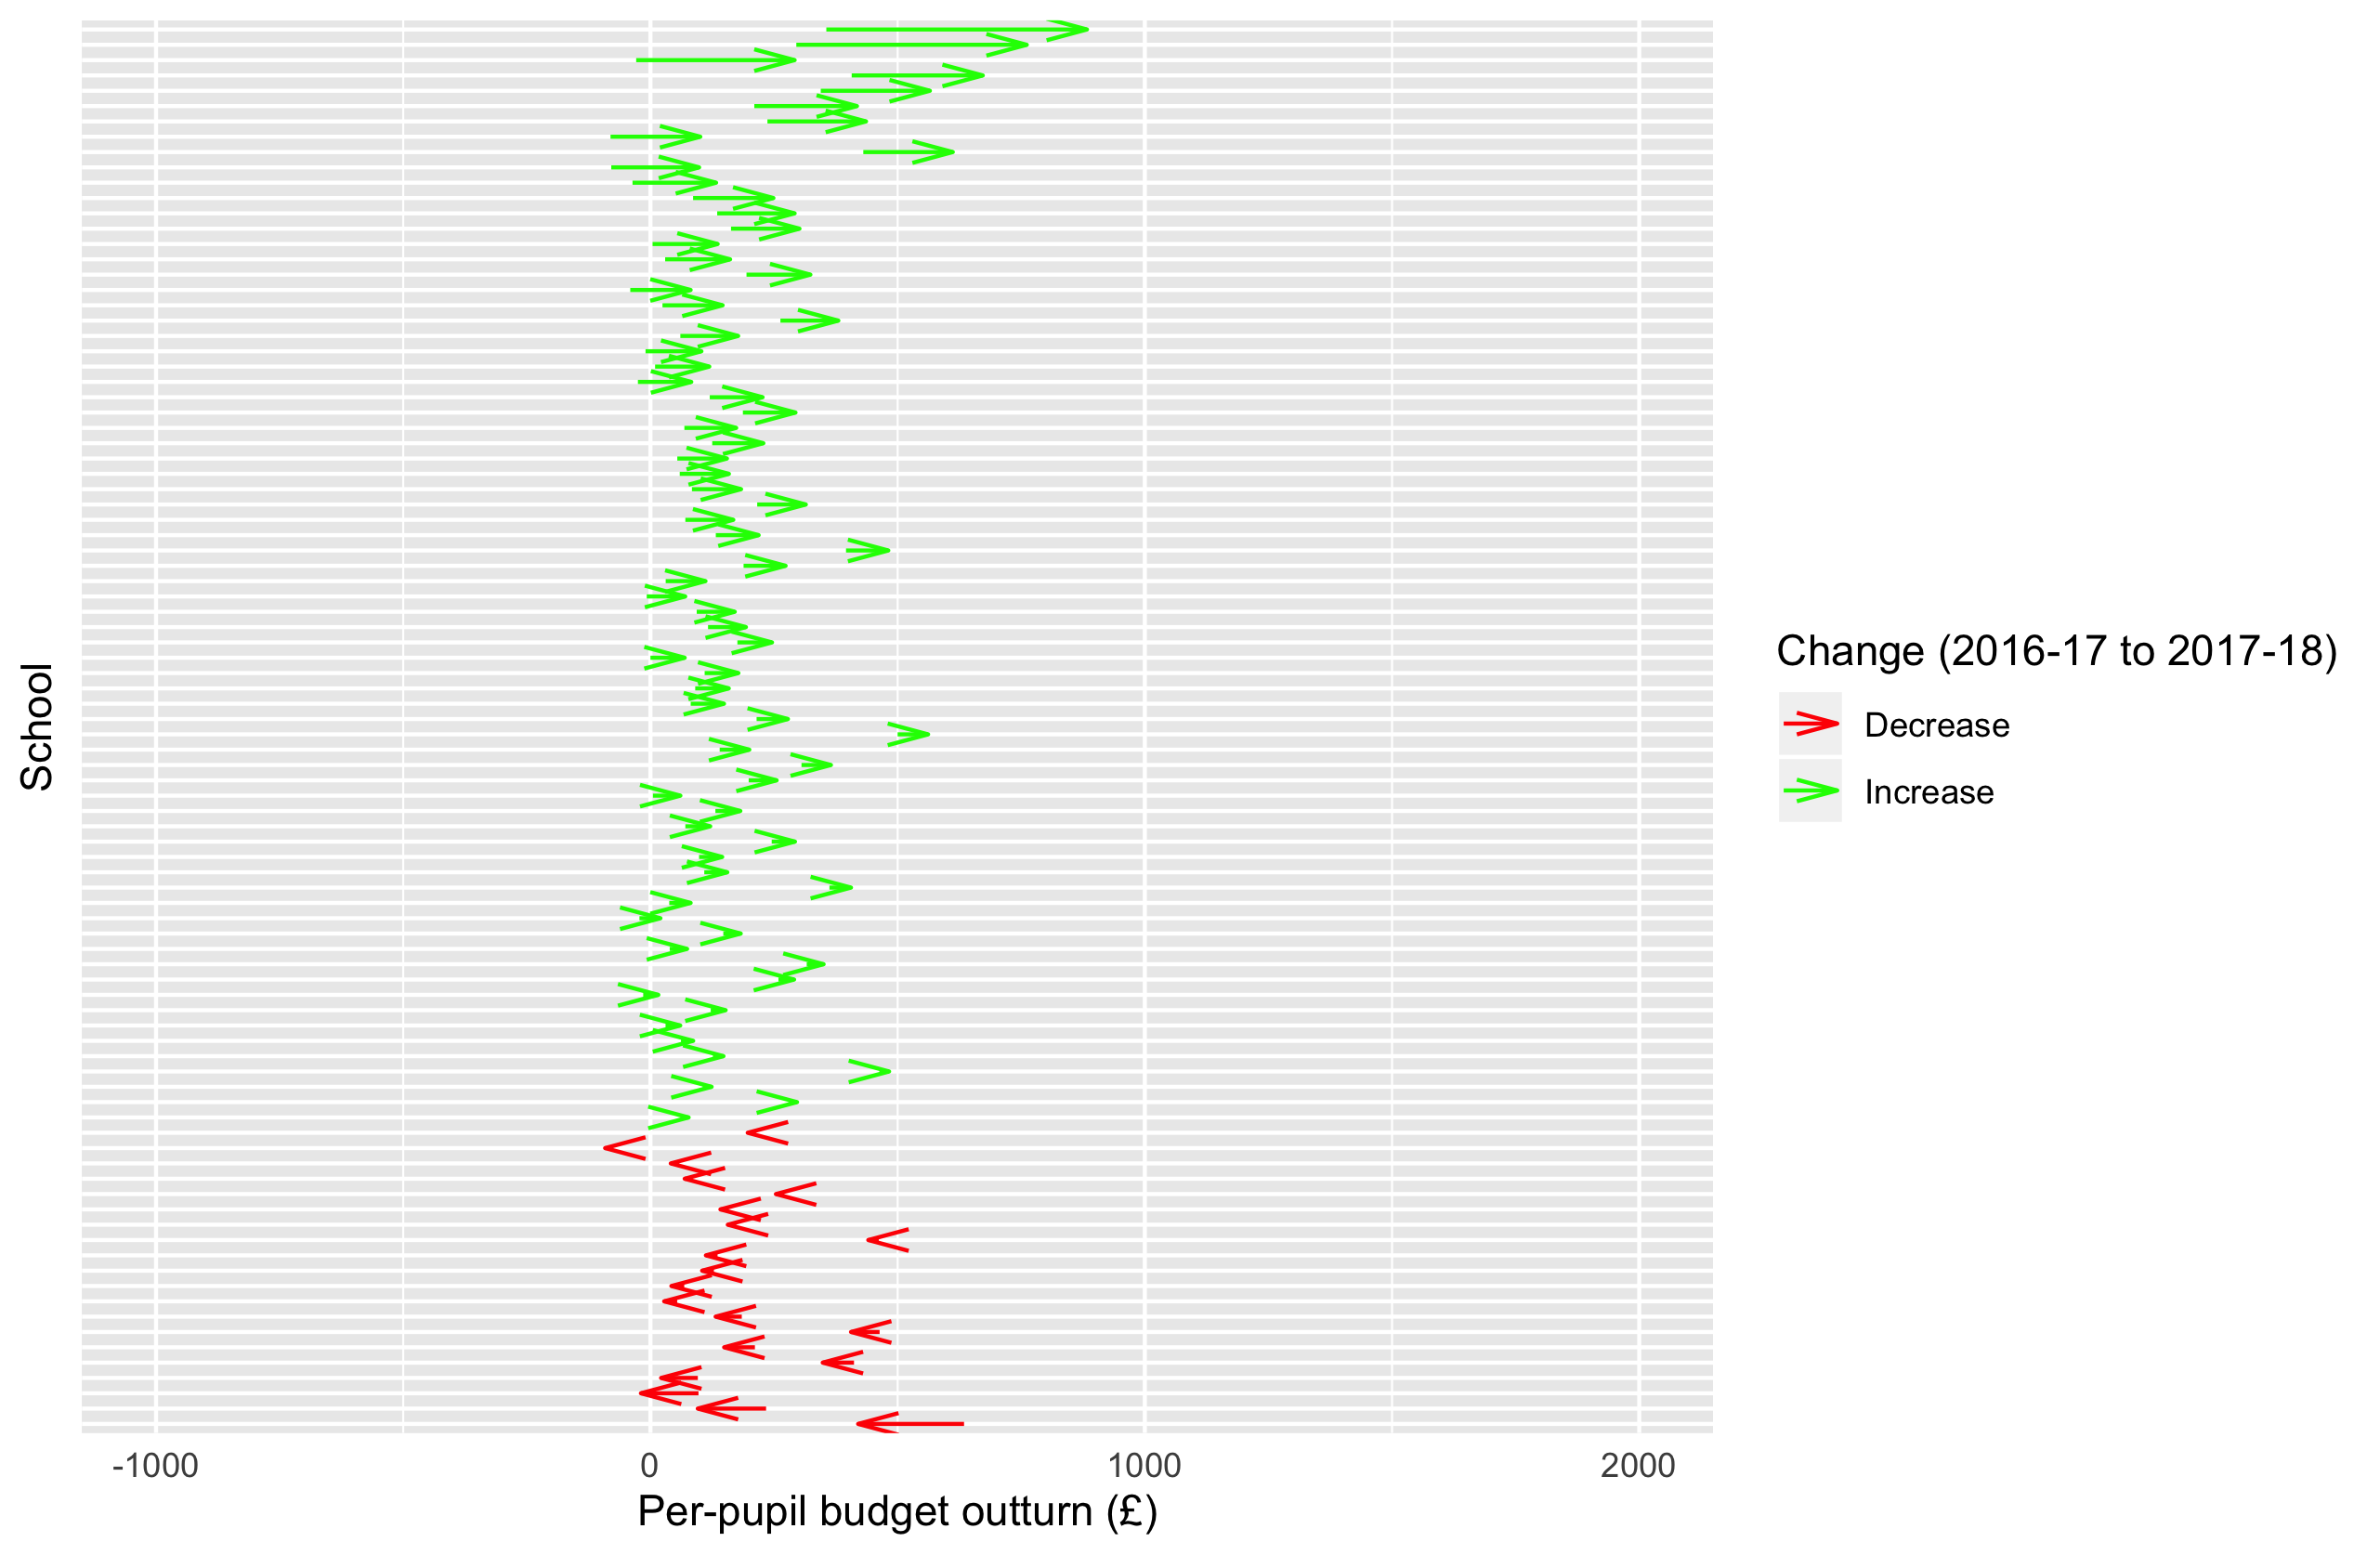 School
Change (2016-17 to 2017-18)
Decrease
Increase
-1000 0 1000 2000
Per-pupil budget outturn (£)